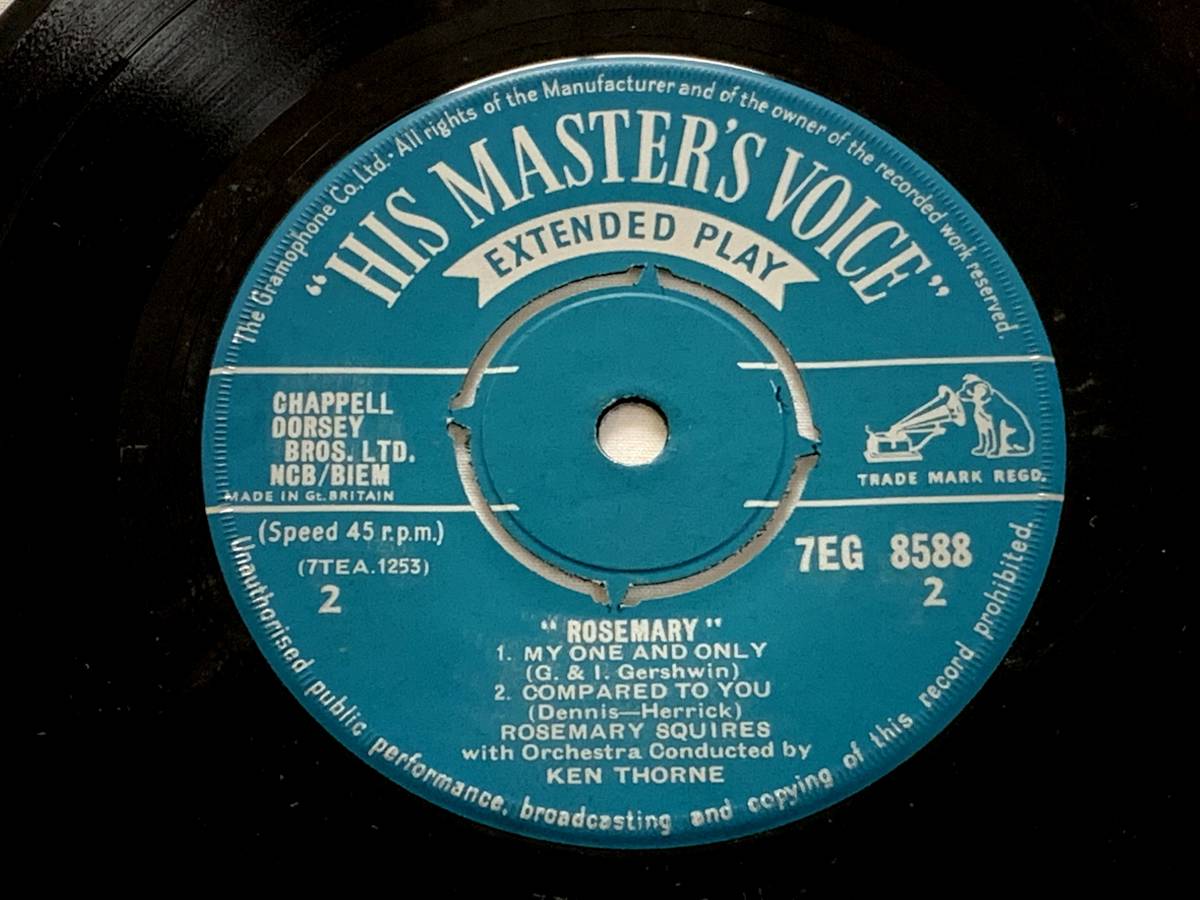 The Gramophone Co., Ltd. · All rights of the Manufacturer and of the owner of the recorded work reserved.
“HIS MASTER'S VOICE”
EXTENDED PLAY
CHAPPELL
DORSEY
BROS. LTD.
NCB/BIEM
MADE IN Gt. BRITAIN
TRADE MARK REGD.
(Speed 45 r.p.m.)
(7TEA.1253)
2
7EG 8588
2
“ROSEMARY”
1. MY ONE AND ONLY
(G. & I. Gershwin)
2. COMPARED TO YOU
(Dennis—Herrick)
ROSEMARY SQUIRES
with Orchestra Conducted by
KEN THORNE
Unauthorised public performance, broadcasting and copying of this record prohibited.